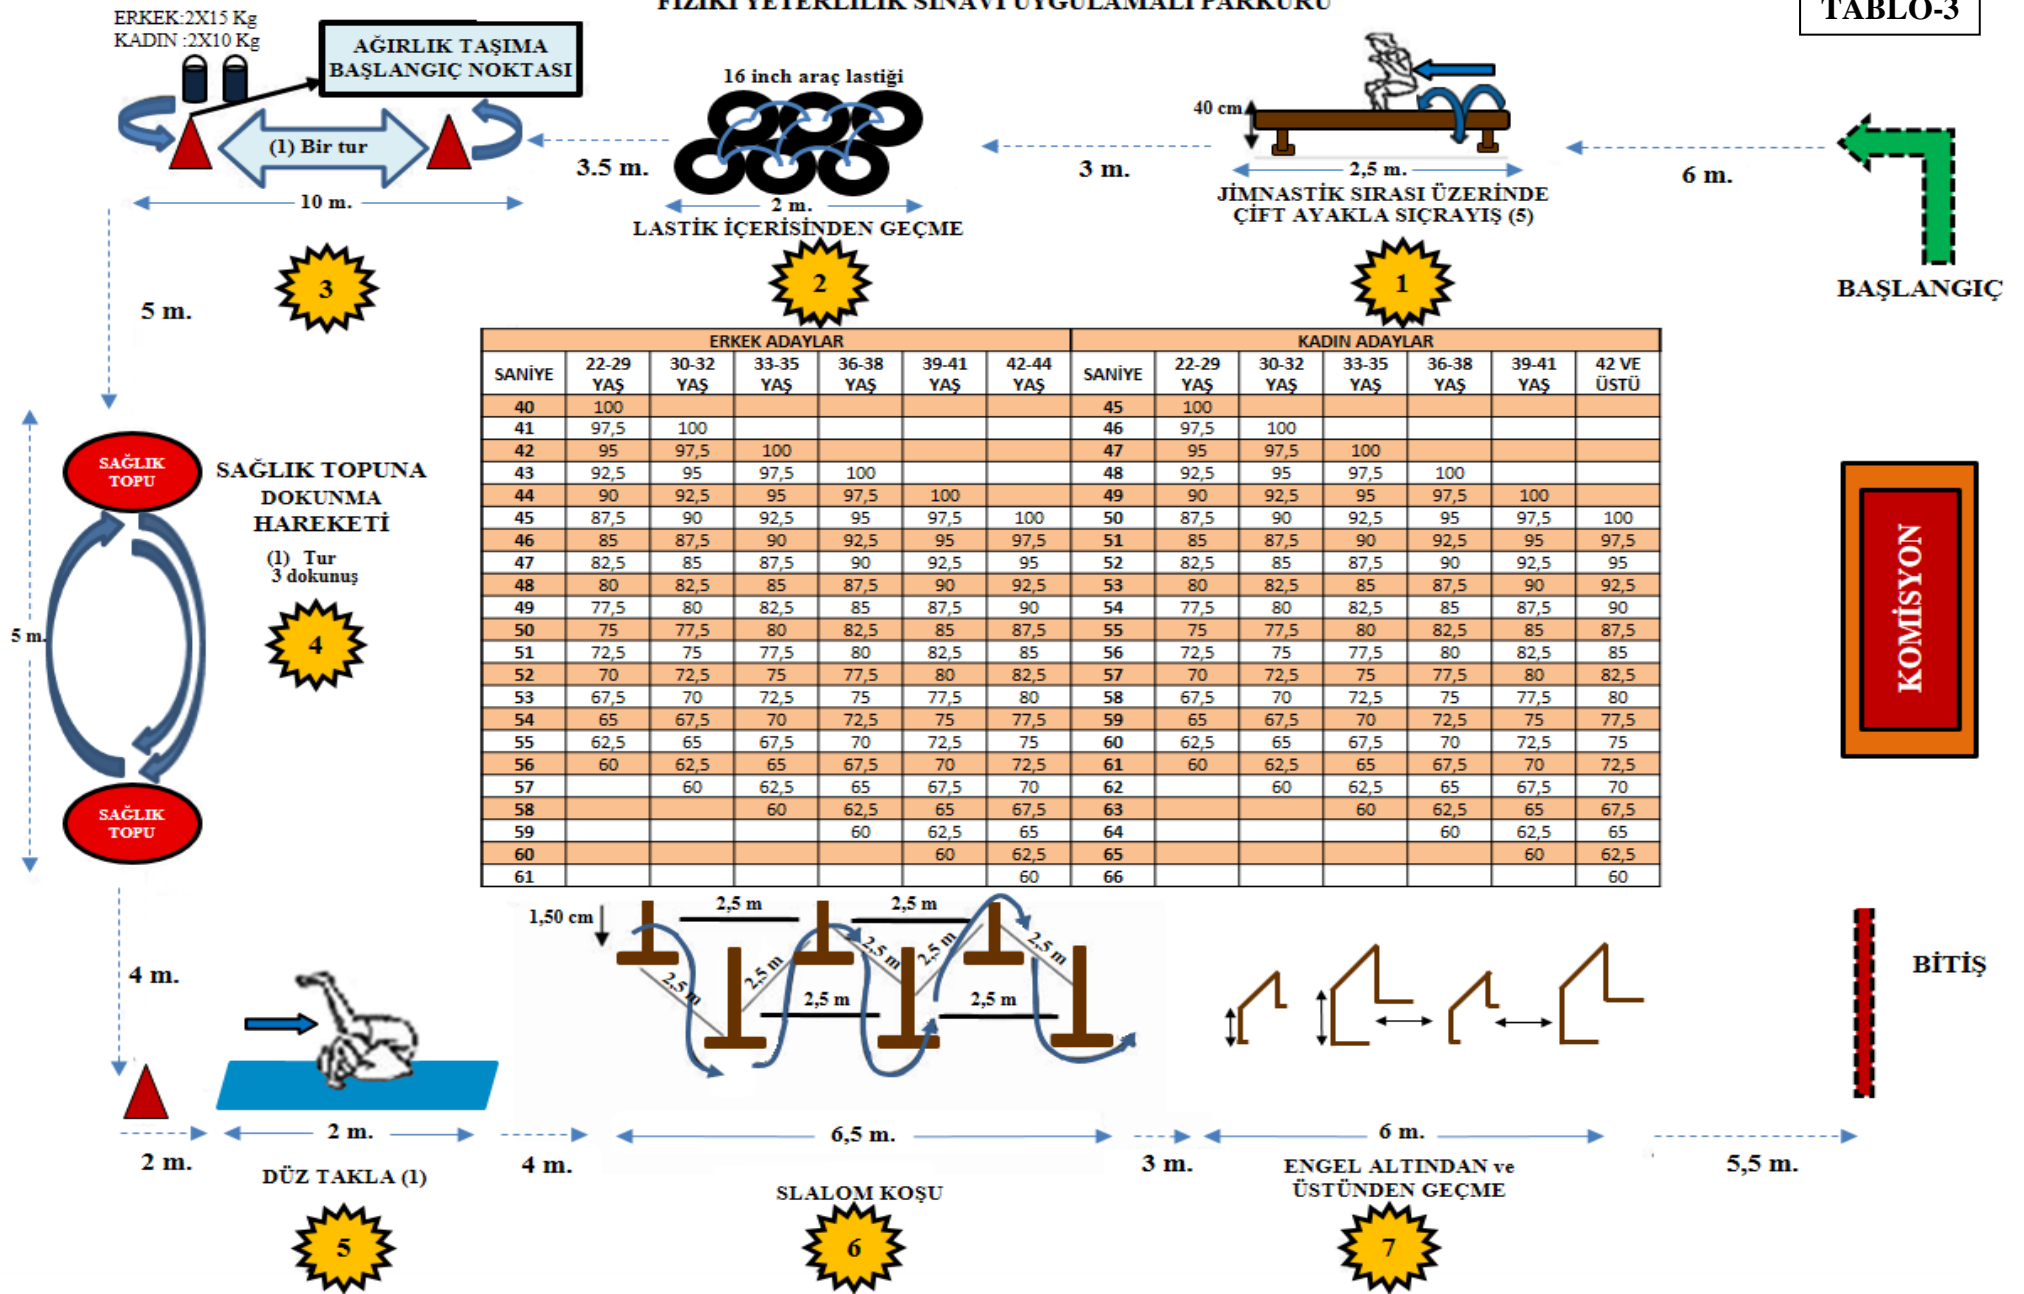 FİZİKİ YETERLİLİK SINAVI UYGULAMALI PARKURU
TABLO-3
ERKEK:2X15 Kg
KADIN :2X10 Kg
AĞIRLIK TAŞIMA
BAŞLANGIÇ NOKTASI
(1) Bir tur
10 m.
3
3.5 m.
16 inch araç lastiği
2 m.
LASTİK İÇERİSİNDEN GEÇME
2
3 m.
40 cm
2,5 m.
JİMNASTİK SIRASI ÜZERİNDE
ÇİFT AYAKLA SIÇRAYIŞ (5)
1
6 m.
BAŞLANGIÇ
5 m.
ERKEK ADAYLAR KADIN ADAYLAR
SANİYE 22-29 YAŞ 30-32 YAŞ 33-35 YAŞ 36-38 YAŞ 39-41 YAŞ 42-44 YAŞ SANİYE 22-29 YAŞ 30-32 YAŞ 33-35 YAŞ 36-38 YAŞ 39-41 YAŞ 42 VE ÜSTÜ
40 100 45 100
41 97,5 100 46 97,5 100
42 95 97,5 100 47 95 97,5 100
43 92,5 95 97,5 100 48 92,5 95 97,5 100
44 90 92,5 95 97,5 100 49 90 92,5 95 97,5 100
45 87,5 90 92,5 95 97,5 100 50 87,5 90 92,5 95 97,5 100
46 85 87,5 90 92,5 95 97,5 51 85 87,5 90 92,5 95 97,5
47 82,5 85 87,5 90 92,5 95 52 82,5 85 87,5 90 92,5 95
48 80 82,5 85 87,5 90 92,5 53 80 82,5 85 87,5 90 92,5
49 77,5 80 82,5 85 87,5 90 54 77,5 80 82,5 85 87,5 90
50 75 77,5 80 82,5 85 87,5 55 75 77,5 80 82,5 85 87,5
51 72,5 75 77,5 80 82,5 85 56 72,5 75 77,5 80 82,5 85
52 70 72,5 75 77,5 80 82,5 57 70 72,5 75 77,5 80 82,5
53 67,5 70 72,5 75 77,5 80 58 67,5 70 72,5 75 77,5 80
54 65 67,5 70 72,5 75 77,5 59 65 67,5 70 72,5 75 77,5
55 62,5 65 67,5 70 72,5 75 60 62,5 65 67,5 70 72,5 75
56 60 62,5 65 67,5 70 72,5 61 60 62,5 65 67,5 70 72,5
57 60 62,5 65 67,5 70 62 60 62,5 65 67,5 70
58 60 62,5 65 67,5 63 60 62,5 65 67,5
59 60 62,5 65 64 60 62,5 65
60 60 62,5 65 60 62,5
61 60 66 60
SAĞLIK
TOPU
SAĞLIK TOPUNA
DOKUNMA
HAREKETİ
(1) Tur
3 dokunuş
5 m.
4
SAĞLIK
TOPU
KOMİSYON
4 m.
2 m.
2 m.
DÜZ TAKLA (1)
5
4 m.
1,50 cm
2,5 m
2,5 m
2,5 m
2,5 m
2,5 m
2,5 m
2,5 m
2,5 m
2,5 m
6,5 m.
SLALOM KOŞU
6
3 m.
6 m.
ENGEL ALTINDAN ve
ÜSTÜNDEN GEÇME
7
5,5 m.
BİTİŞ